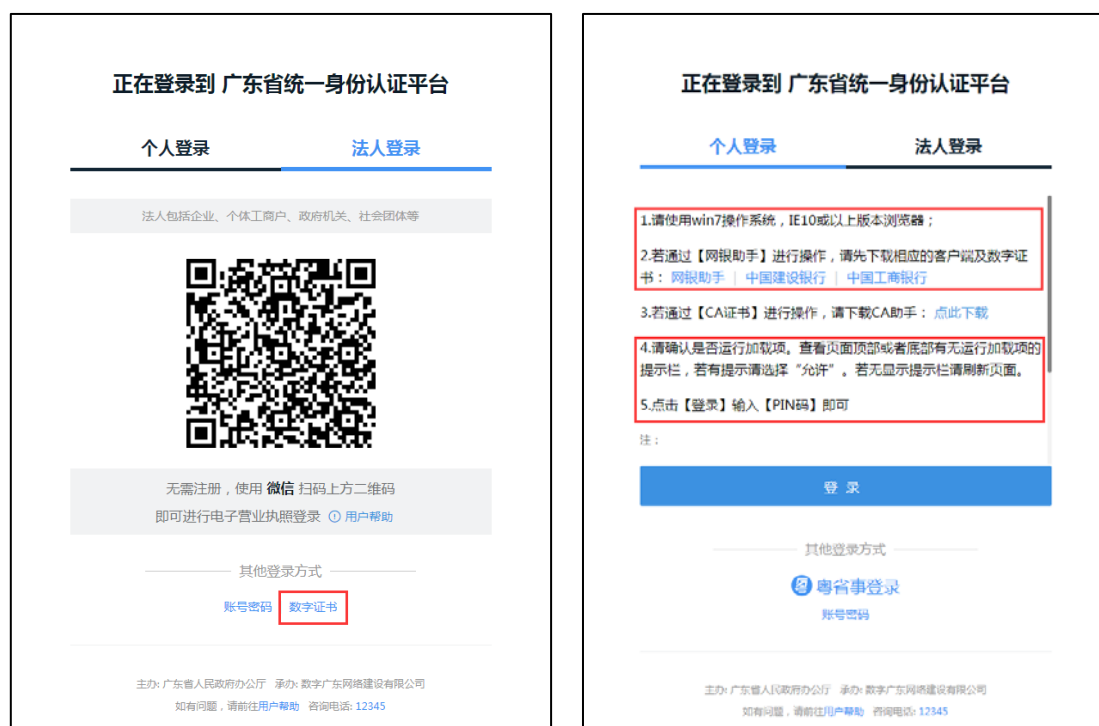 正在登录到 广东省统一身份认证平台
个人登录 法人登录
法人包括企业、个体工商户、政府机关、社会团体等
无需注册，使用 微信 扫码上方二维码
即可进行电子营业执照登录 用户帮助
其他登录方式
账号密码 数字证书
主办: 广东省人民政府办公厅 承办: 数字广东网络建设有限公司
如有问题，请前往用户帮助 咨询电话: 12345
正在登录到 广东省统一身份认证平台
个人登录 法人登录
1.请使用win7操作系统，IE10或以上版本浏览器；
2.若通过【网银助手】进行操作，请先下载相应的客户端及数字证
书： 网银助手 | 中国建设银行 | 中国工商银行
3.若通过【CA证书】进行操作，请下载CA助手： 点此下载
4.请确认是否运行加载项。查看页面顶部或者底部有无运行加载项的
提示栏，若有提示请选择“允许”。若无显示提示栏请刷新页面。
5.点击【登录】输入【PIN码】即可
注：
登 录
其他登录方式
粤省事登录
账号密码
主办: 广东省人民政府办公厅 承办: 数字广东网络建设有限公司
如有问题，请前往用户帮助 咨询电话: 12345